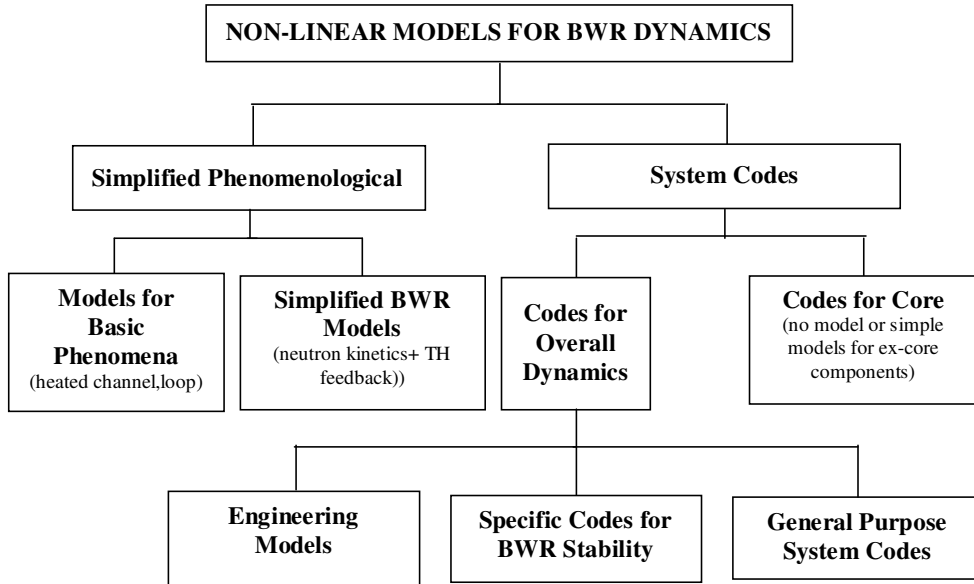 NON-LINEAR MODELS FOR BWR DYNAMICS
Simplified Phenomenological
System Codes
Models for
Basic
Phenomena
(heated channel,loop)
Simplified BWR
Models
(neutron kinetics+ TH
feedback))
Codes for
Overall
Dynamics
Codes for Core
(no model or simple
models for ex-core
components)
Engineering
Models
Specific Codes for
BWR Stability
General Purpose
System Codes